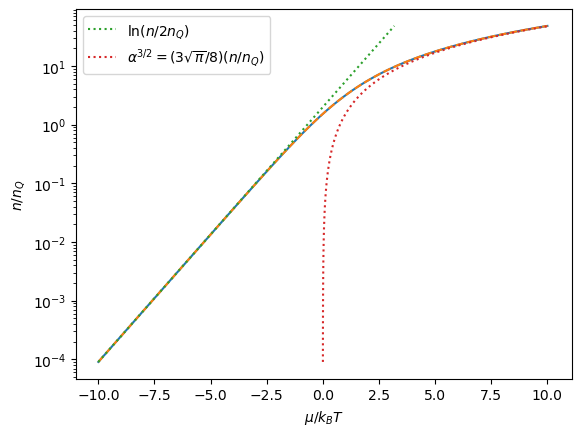 ln(n/2n_Q)
α^{3/2} = (3√π/8)(n/n_Q)
10^1
10^0
10^{−1}
10^{−2}
10^{−3}
10^{−4}
n/n_Q
−10.0 −7.5 −5.0 −2.5 0.0 2.5 5.0 7.5 10.0
μ/k_BT